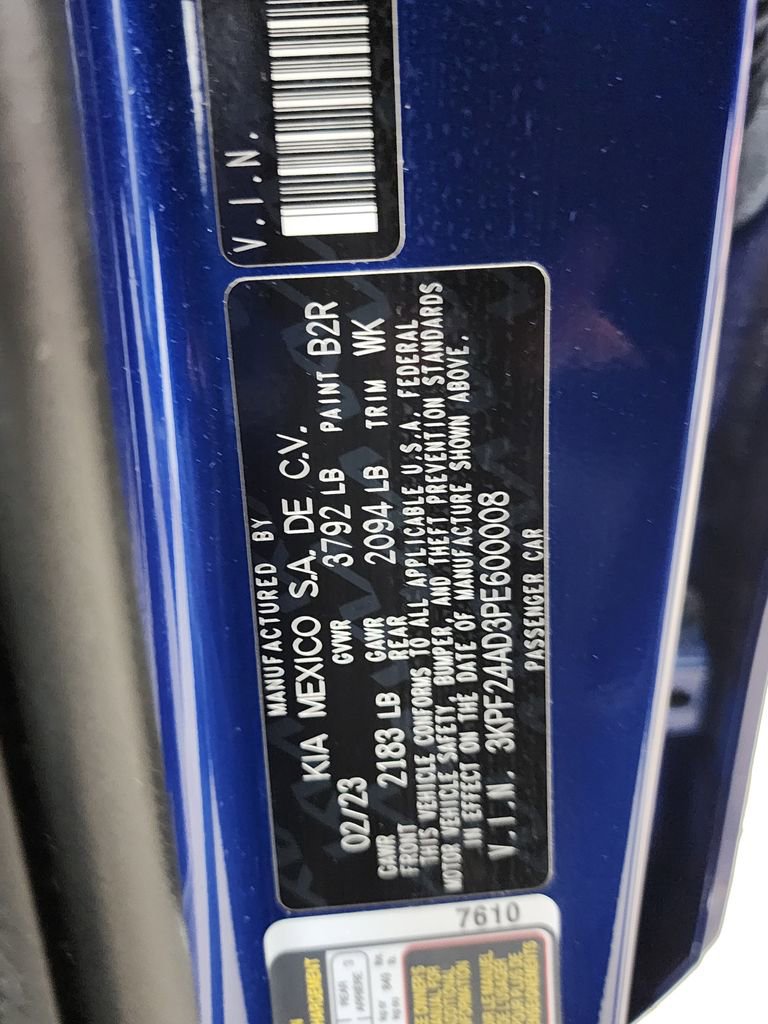 V.I.N.
MANUFACTURED BY
KIA MEXICO S.A. DE C.V.
02/23 GVWR 3792 LB PAINT B2R
GAWR FRONT 2183 LB GAWR REAR 2094 LB TRIM WK
THIS VEHICLE CONFORMS TO ALL APPLICABLE U.S.A. FEDERAL
MOTOR VEHICLE SAFETY, BUMPER, AND THEFT PREVENTION STANDARDS
IN EFFECT ON THE DATE OF MANUFACTURE SHOWN ABOVE.
V.I.N. 3KPF24AD3PE600008
PASSENGER CAR
7610
REAR
ARRIÈRE